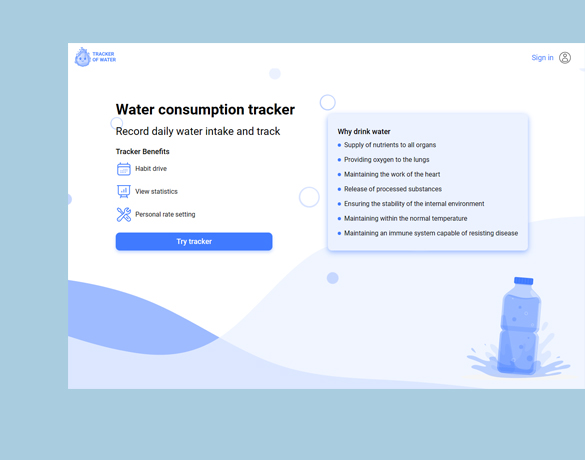 TRACKER
OF WATER
Sign in
Water consumption tracker
Record daily water intake and track
Tracker Benefits
Habit drive
View statistics
Personal rate setting
Try tracker
Why drink water
Supply of nutrients to all organs
Providing oxygen to the lungs
Maintaining the work of the heart
Release of processed substances
Ensuring the stability of the internal environment
Maintaining within the normal temperature
Maintaining an immune system capable of resisting disease